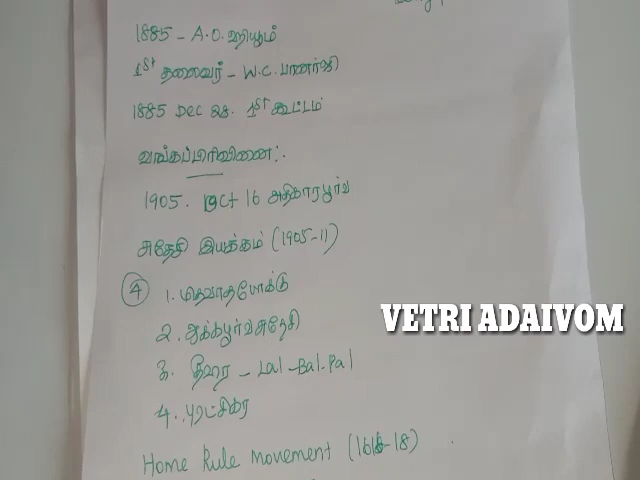 1885 - A.O.ஹியூம்
1st தலைவர் - W.C. பானர்ஜி
1885 Dec 28. 1st கூட்டம்
வங்கப்பிரிவினை:.
1905. Oct 16 அதிகாரபூர்வ
சுதேசி இயக்கம் (1905-11)
4 1. மிதவாதபோக்கு
2. ஆக்கபூர்வ சுதேசி
VETRI ADAIVOM
3. தீவிர - Lal-Bal-Pal
4. புரட்சிகர
Home Rule Movement (1616-18)